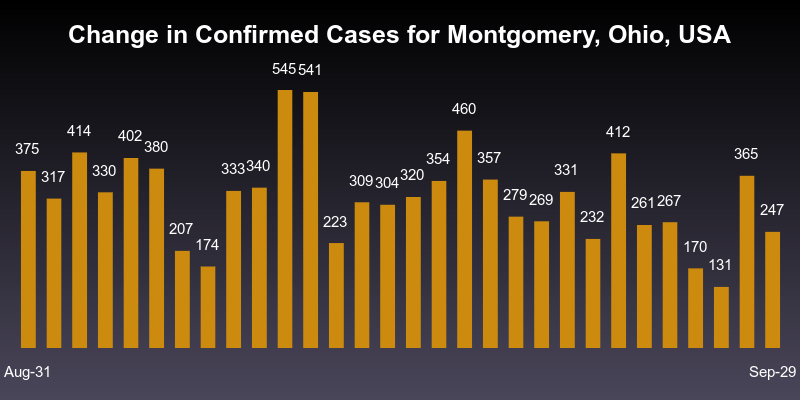 Change in Confirmed Cases for Montgomery, Ohio, USA
375 317 414 330 402 380 207 174 333 340 545 541 223 309 304 320 354 460 357 279 269 331 232 412 261 267 170 131 365 247
Aug-31 Sep-29